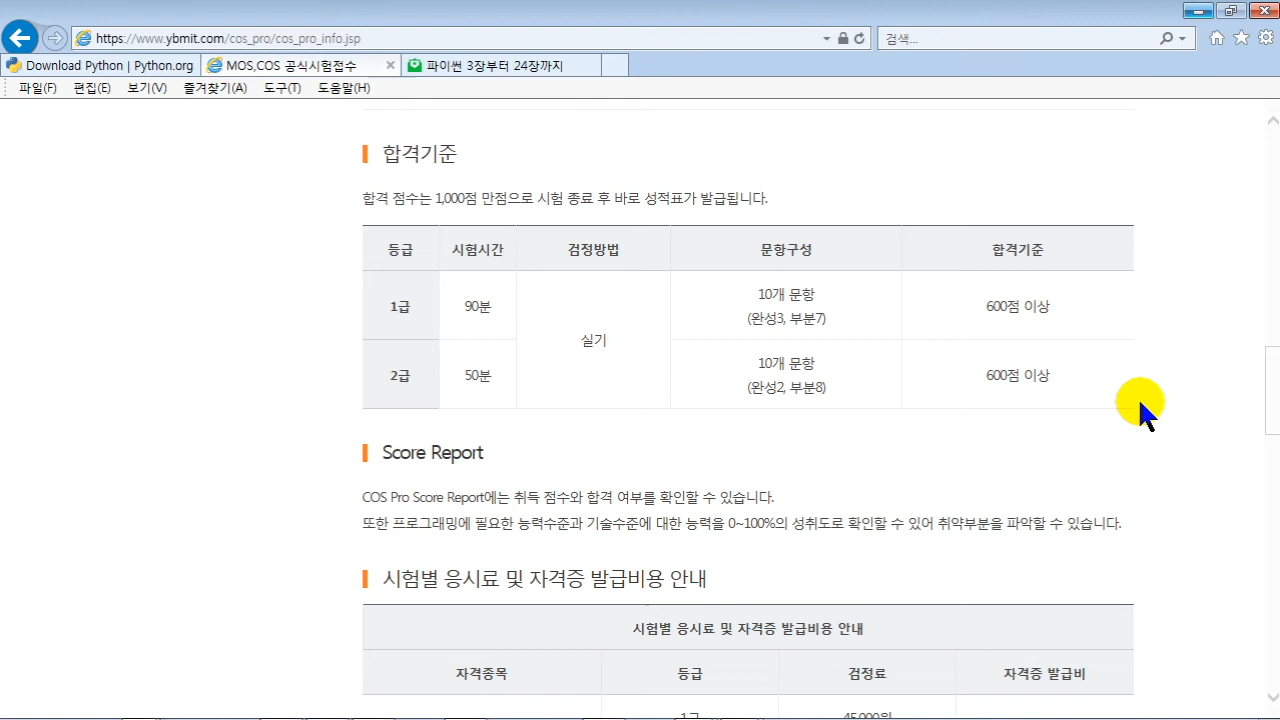 https://www.ybmit.com/cos_pro/cos_pro_info.jsp
검색...
Download Python | Python.org
MOS,COS 공식시험점수
파이썬 3장부터 24장까지
파일(F) 편집(E) 보기(V) 즐겨찾기(A) 도구(T) 도움말(H)
합격기준
합격 점수는 1,000점 만점으로 시험 종료 후 바로 성적표가 발급됩니다.
등급 시험시간 검정방법 문항구성 합격기준
1급 90분 실기 10개 문항 (완성3, 부분7) 600점 이상
2급 50분 10개 문항 (완성2, 부분8) 600점 이상
Score Report
COS Pro Score Report에는 취득 점수와 합격 여부를 확인할 수 있습니다.
또한 프로그래밍에 필요한 능력수준과 기술수준에 대한 능력을 0~100%의 성취도로 확인할 수 있어 취약부분을 파악할 수 있습니다.
시험별 응시료 및 자격증 발급비용 안내
시험별 응시료 및 자격증 발급비용 안내
자격종목 등급 검정료 자격증 발급비
1급 45,000원